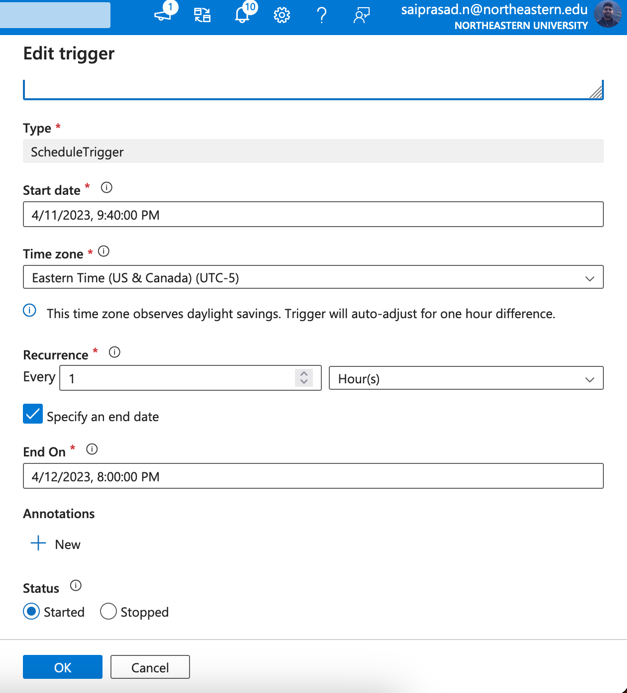 1
10
saiprasad.n@northeastern.edu
NORTHEASTERN UNIVERSITY
Edit trigger
Type *
ScheduleTrigger
Start date *
4/11/2023, 9:40:00 PM
Time zone *
Eastern Time (US & Canada) (UTC-5)
This time zone observes daylight savings. Trigger will auto-adjust for one hour difference.
Recurrence *
Every 1 Hour(s)
Specify an end date
End On *
4/12/2023, 8:00:00 PM
Annotations
New
Status
Started Stopped
OK Cancel